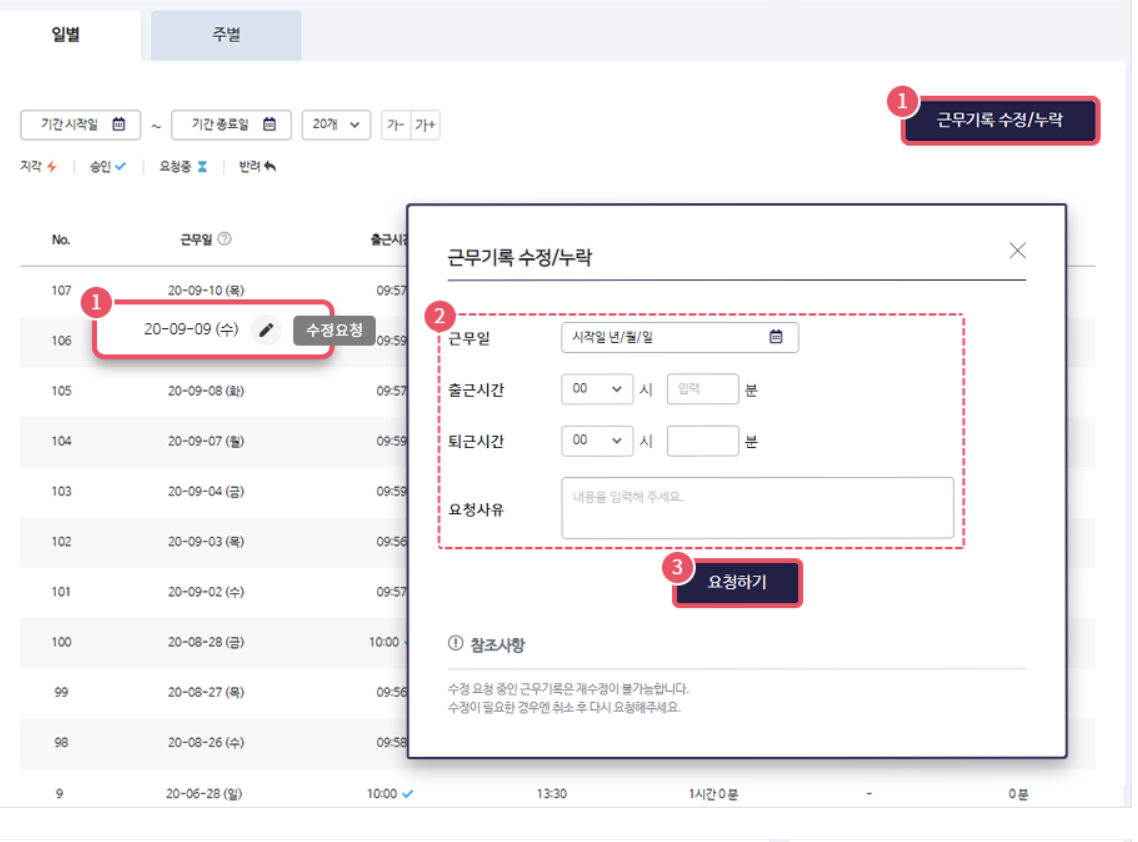 일별 주별
기간 시작일 ~ 기간 종료일 20개 가- 가+
1 근무기록 수정/누락
지각 승인 요청중 반려
No. 근무일 출근시간
107 20-09-10 (목) 09:57
1
106 20-09-09 (수) 수정요청 09:59
105 20-09-08 (화) 09:57
104 20-09-07 (월) 09:59
103 20-09-04 (금) 09:59
102 20-09-03 (목) 09:56
101 20-09-02 (수) 09:57
100 20-08-28 (금) 10:00
99 20-08-27 (목) 09:56
98 20-08-26 (수) 09:58
9 20-06-28 (일) 10:00 13:30 1시간 0 분 - 0 분
근무기록 수정/누락
2
근무일 시작일 년/월/일
출근시간 00 시 입력 분
퇴근시간 00 시 분
요청사유 내용을 입력해 주세요.
3 요청하기
참조사항
수정 요청 중인 근무기록은 재수정이 불가능합니다.
수정이 필요한 경우엔 취소 후 다시 요청해주세요.